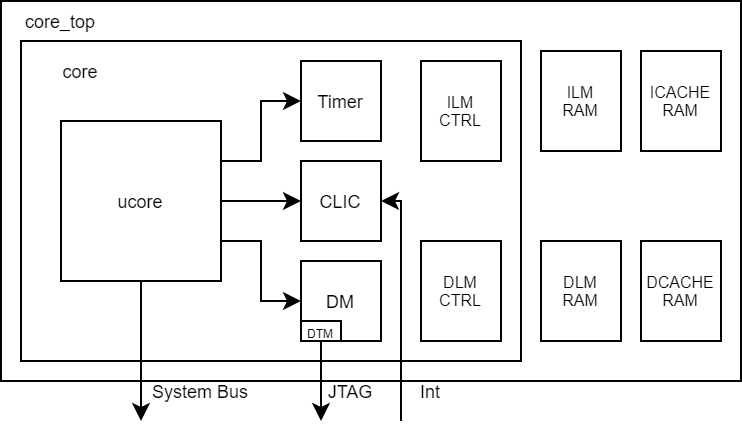 core_top
core
Timer
ILM
CTRL
ILM
RAM
ICACHE
RAM
ucore
CLIC
DM
DTM
DLM
CTRL
DLM
RAM
DCACHE
RAM
System Bus
JTAG
Int